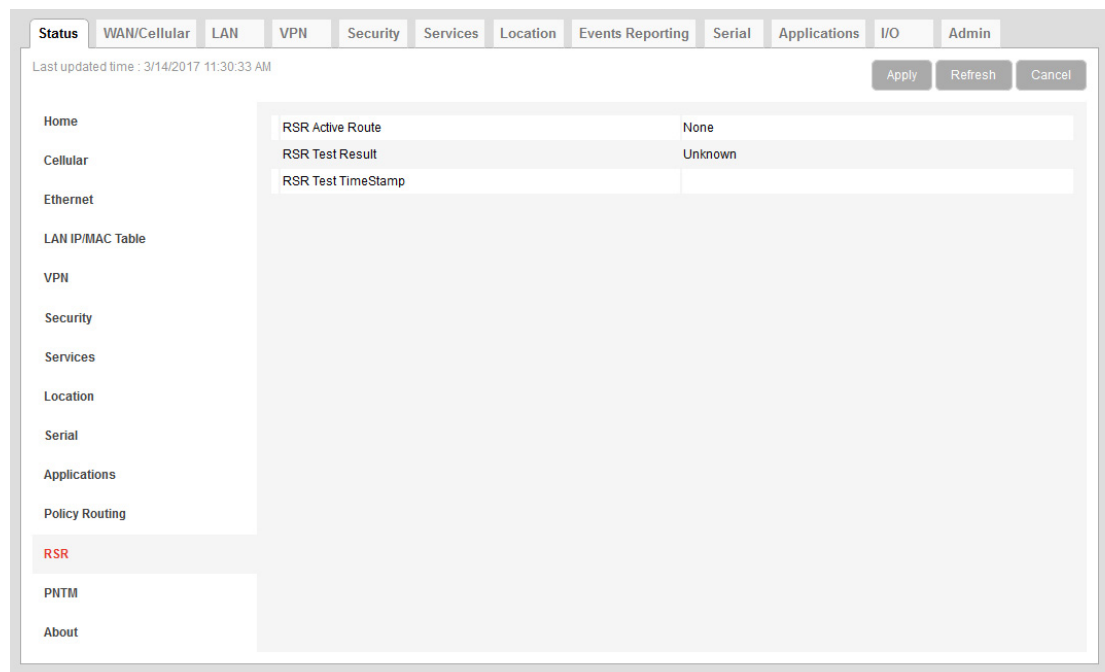 Status WAN/Cellular LAN VPN Security Services Location Events Reporting Serial Applications I/O Admin
Last updated time : 3/14/2017 11:30:33 AM
Apply Refresh Cancel
Home
Cellular
Ethernet
LAN IP/MAC Table
VPN
Security
Services
Location
Serial
Applications
Policy Routing
RSR
PNTM
About
RSR Active Route None
RSR Test Result Unknown
RSR Test TimeStamp